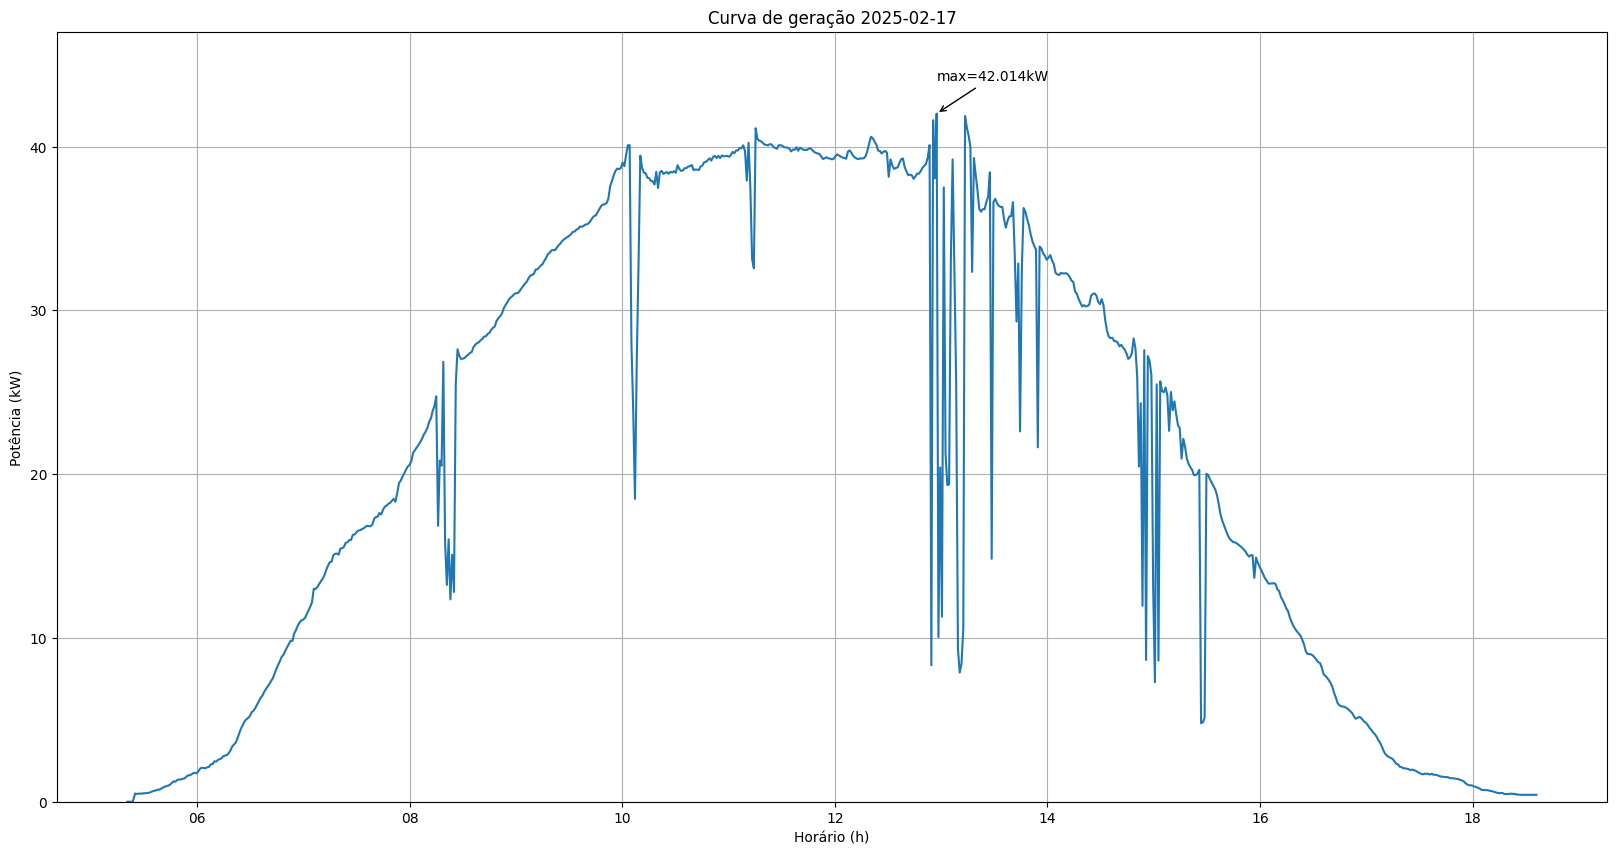 Curva de geração 2025-02-17
max=42.014kW
Potência (kW)
40
30
20
10
0
06 08 10 12 14 16 18
Horário (h)